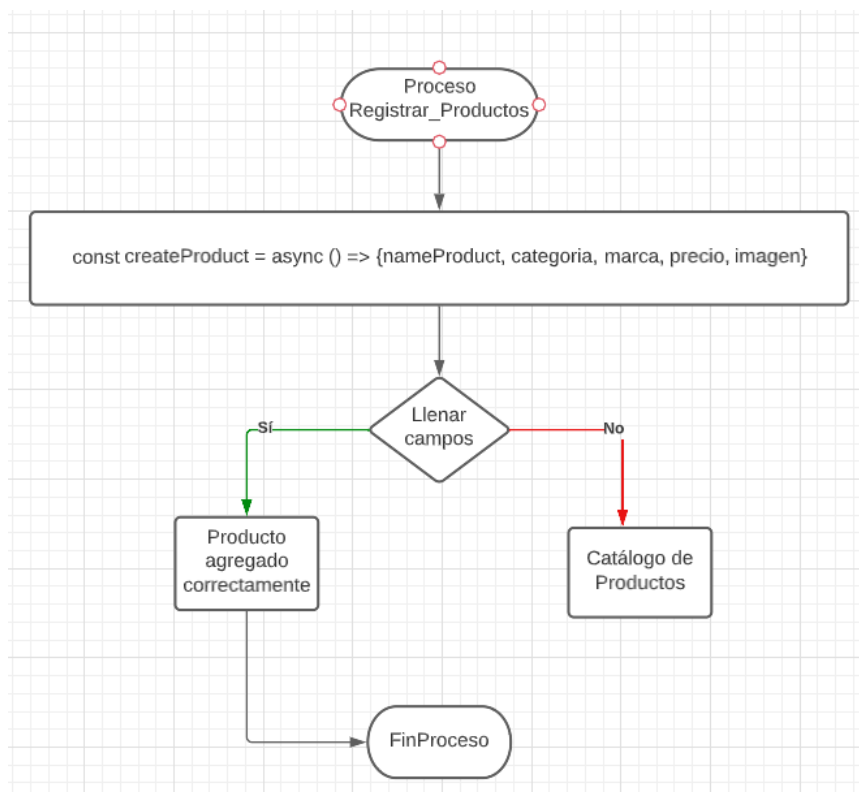 Proceso
Registrar_Productos
const createProduct = async () => {nameProduct, categoria, marca, precio, imagen}
Llenar
campos
Sí
No
Producto
agregado
correctamente
Catálogo de
Productos
FinProceso